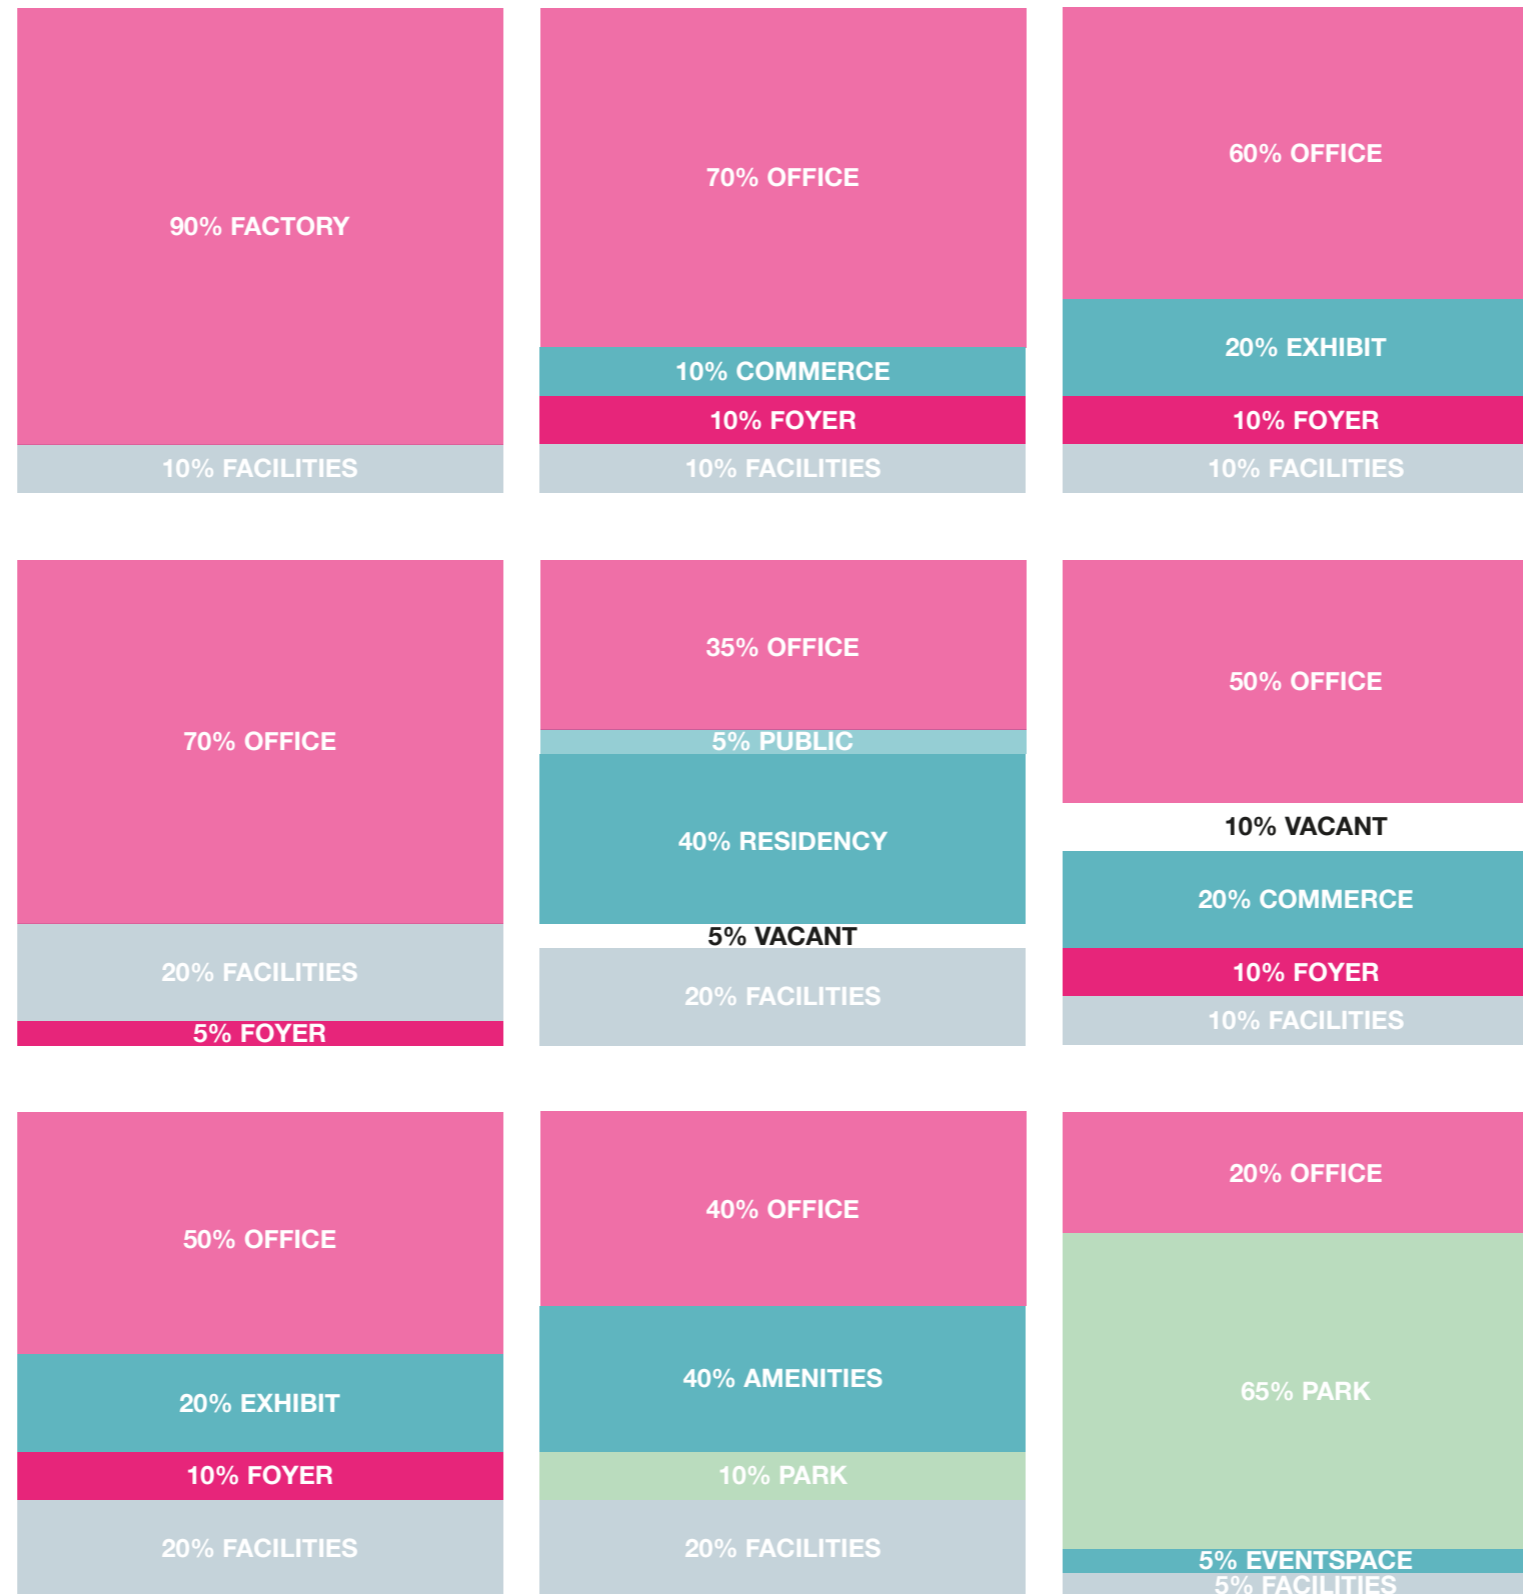 90% FACTORY
10% FACILITIES
70% OFFICE
10% COMMERCE
10% FOYER
10% FACILITIES
60% OFFICE
20% EXHIBIT
10% FOYER
10% FACILITIES
70% OFFICE
20% FACILITIES
5% FOYER
35% OFFICE
5% PUBLIC
40% RESIDENCY
5% VACANT
20% FACILITIES
50% OFFICE
10% VACANT
20% COMMERCE
10% FOYER
10% FACILITIES
50% OFFICE
20% EXHIBIT
10% FOYER
20% FACILITIES
40% OFFICE
40% AMENITIES
10% PARK
20% FACILITIES
20% OFFICE
65% PARK
5% EVENTSPACE
5% FACILITIES